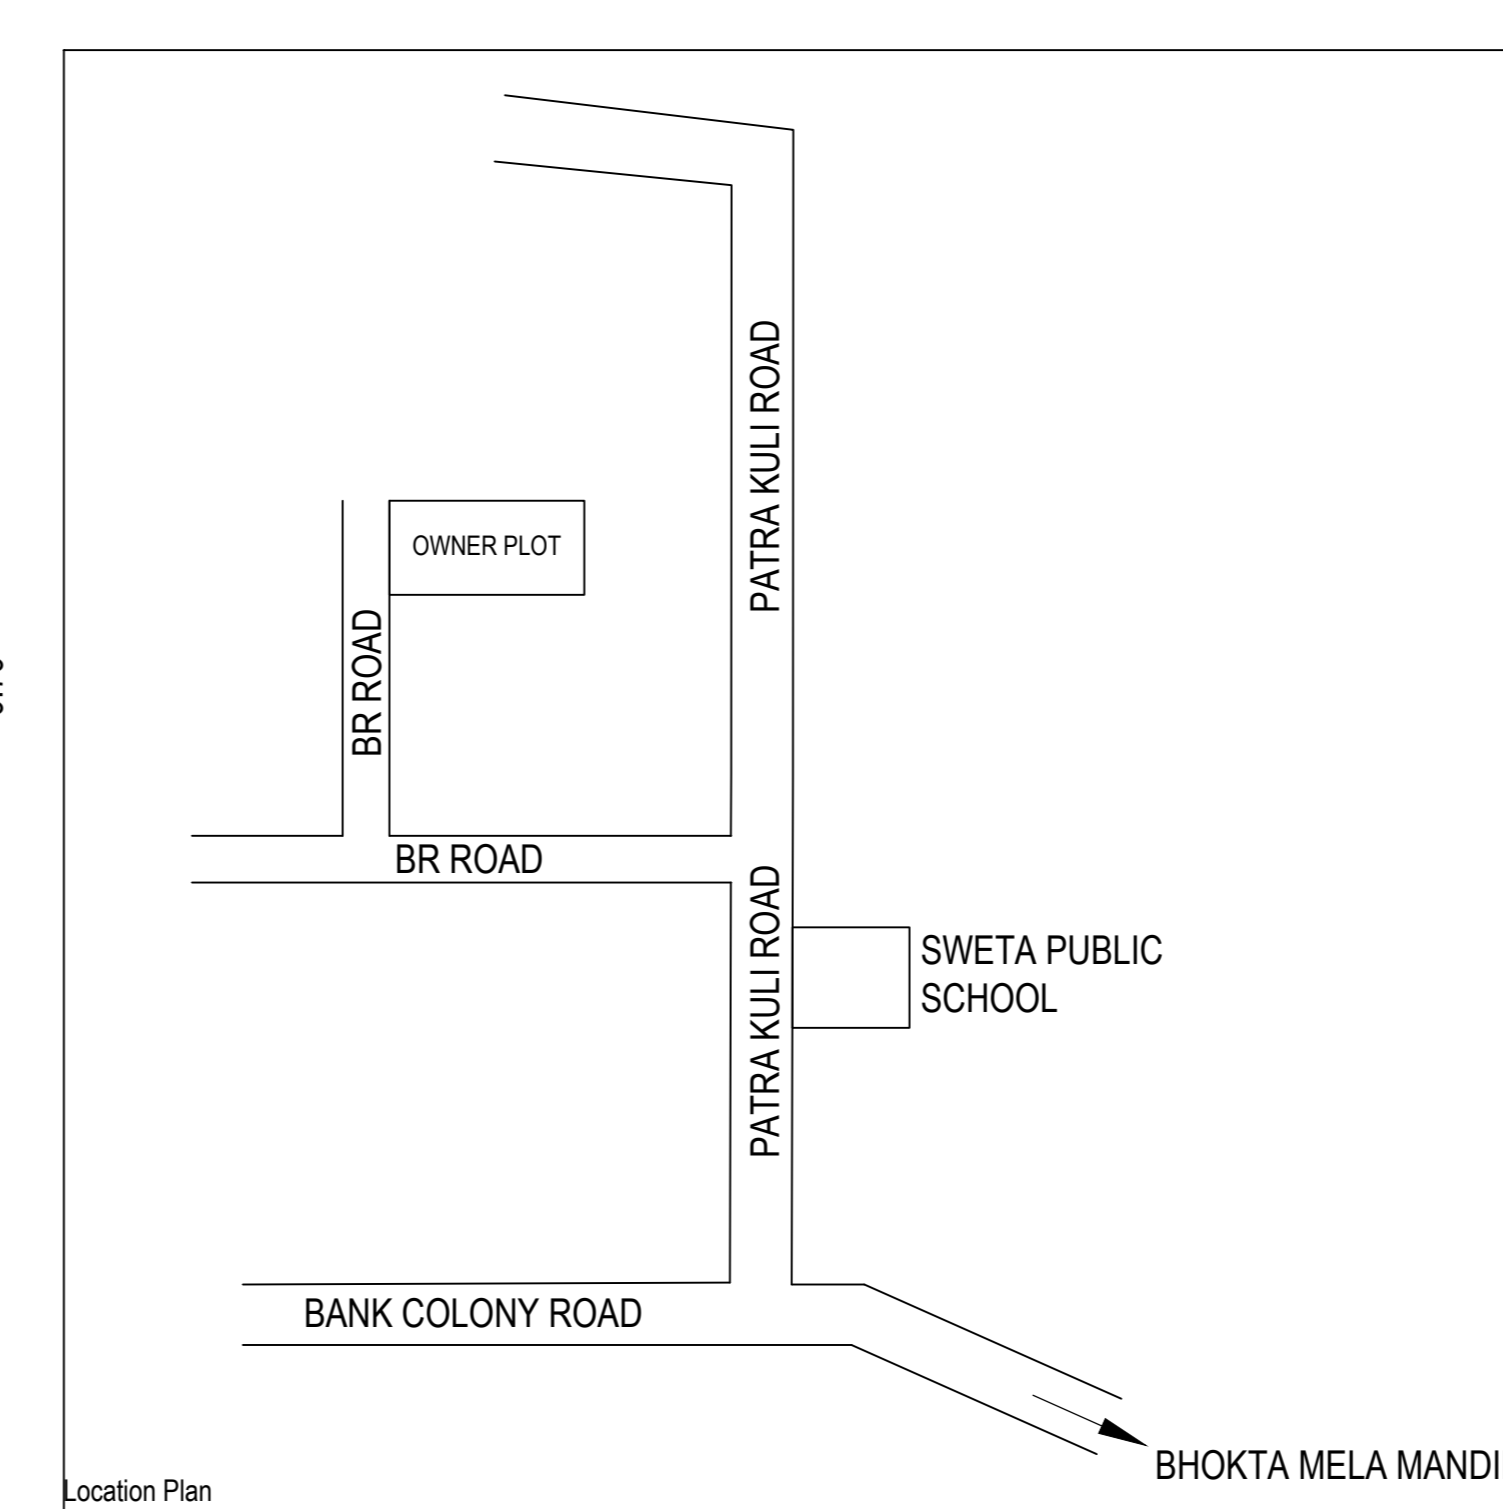 PATRA KULI ROAD
OWNER PLOT
BR ROAD
BR ROAD
PATRA KULI ROAD
SWETA PUBLIC
SCHOOL
BANK COLONY ROAD
BHOKTA MELA MANDI
Location Plan